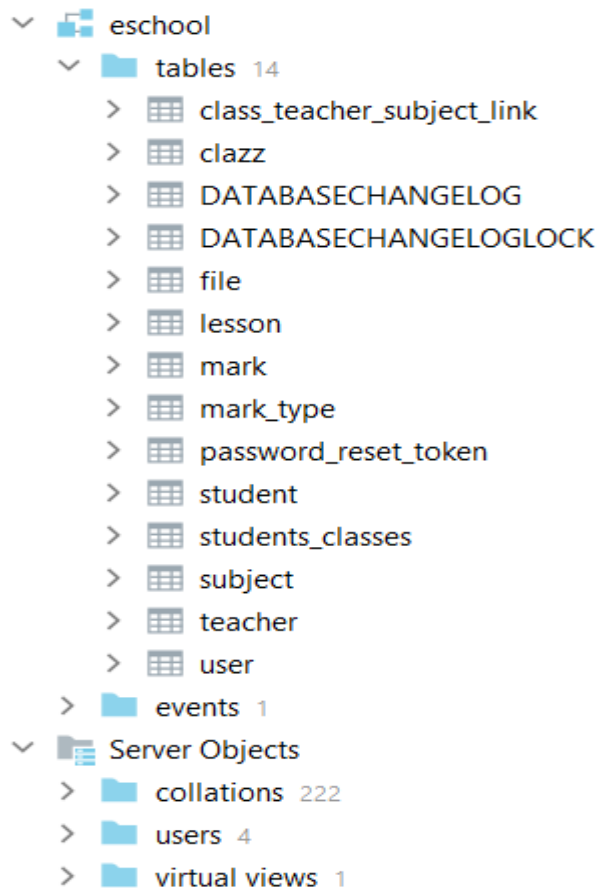 eschool
tables 14
class_teacher_subject_link
clazz
DATABASECHANGELOG
DATABASECHANGELOGLOCK
file
lesson
mark
mark_type
password_reset_token
student
students_classes
subject
teacher
user
events 1
Server Objects
collations 222
users 4
virtual views 1